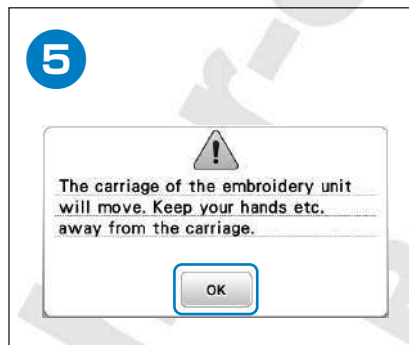 5
The carriage of the embroidery unit
will move. Keep your hands etc.
away from the carriage.
OK